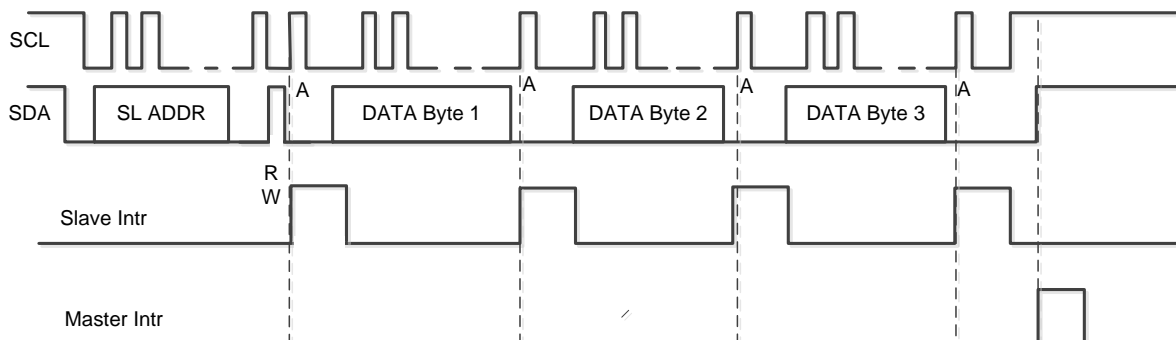 SCL
A A A A
SDA SL ADDR DATA Byte 1 DATA Byte 2 DATA Byte 3
R
W
Slave Intr
Master Intr